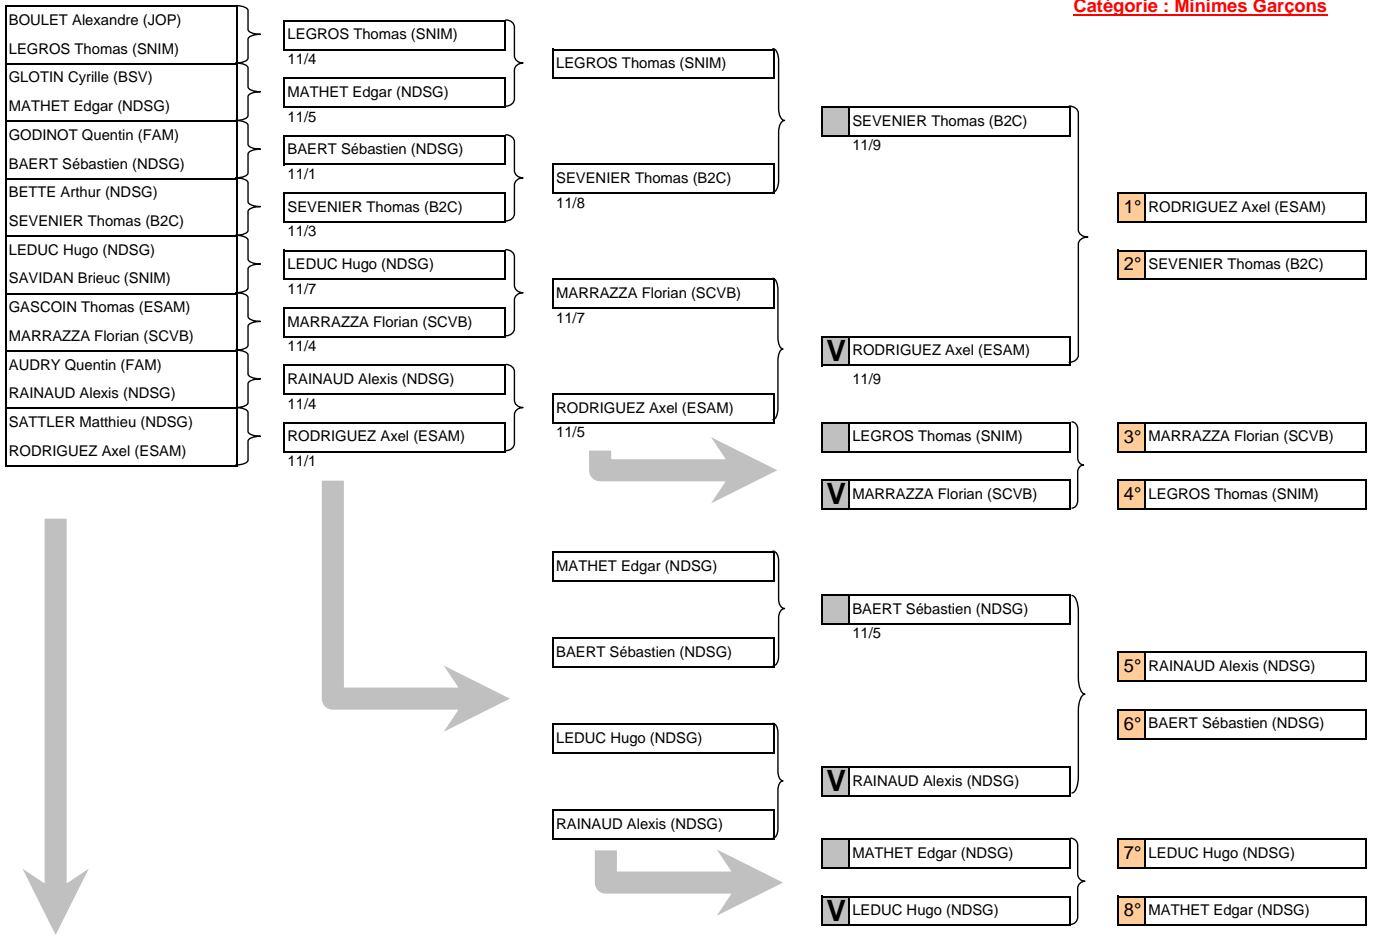 Catégorie : Minimes Garçons
BOULET Alexandre (JOP)
LEGROS Thomas (SNIM)
GLOTIN Cyrille (BSV)
MATHET Edgar (NDSG)
GODINOT Quentin (FAM)
BAERT Sébastien (NDSG)
BETTE Arthur (NDSG)
SEVENIER Thomas (B2C)
LEDUC Hugo (NDSG)
SAVIDAN Brieuc (SNIM)
GASCOIN Thomas (ESAM)
MARRAZZA Florian (SCVB)
AUDRY Quentin (FAM)
RAINAUD Alexis (NDSG)
SATTLER Matthieu (NDSG)
RODRIGUEZ Axel (ESAM)
LEGROS Thomas (SNIM)
11/4
MATHET Edgar (NDSG)
11/5
BAERT Sébastien (NDSG)
11/1
SEVENIER Thomas (B2C)
11/3
LEDUC Hugo (NDSG)
11/7
MARRAZZA Florian (SCVB)
11/4
RAINAUD Alexis (NDSG)
11/4
RODRIGUEZ Axel (ESAM)
11/1
LEGROS Thomas (SNIM)
SEVENIER Thomas (B2C)
11/8
MARRAZZA Florian (SCVB)
11/7
RODRIGUEZ Axel (ESAM)
11/5
SEVENIER Thomas (B2C)
11/9
V RODRIGUEZ Axel (ESAM)
11/9
LEGROS Thomas (SNIM)
V MARRAZZA Florian (SCVB)
1° RODRIGUEZ Axel (ESAM)
2° SEVENIER Thomas (B2C)
3° MARRAZZA Florian (SCVB)
4° LEGROS Thomas (SNIM)
MATHET Edgar (NDSG)
BAERT Sébastien (NDSG)
LEDUC Hugo (NDSG)
RAINAUD Alexis (NDSG)
BAERT Sébastien (NDSG)
11/5
V RAINAUD Alexis (NDSG)
MATHET Edgar (NDSG)
V LEDUC Hugo (NDSG)
5° RAINAUD Alexis (NDSG)
6° BAERT Sébastien (NDSG)
7° LEDUC Hugo (NDSG)
8° MATHET Edgar (NDSG)